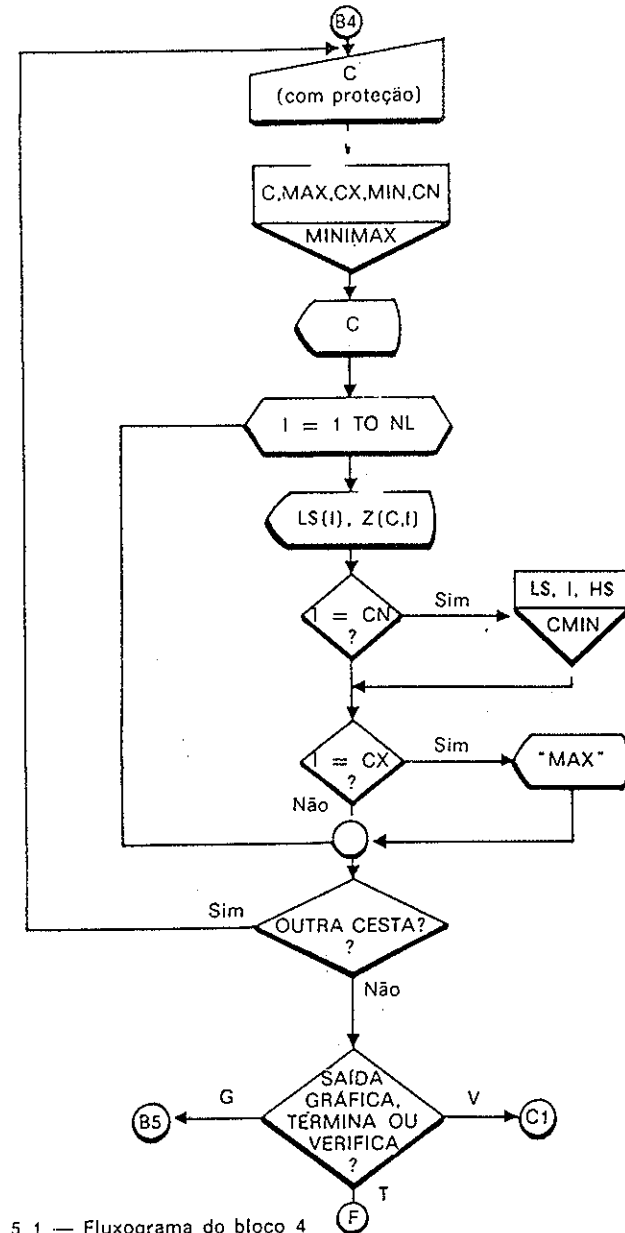 B4
C
(com proteção)
C,MAX,CX,MIN,CN
MINIMAX
C
I = 1 TO NL
LS(I), Z(C,I)
I = CN
?
Sim
LS, I, HS
CMIN
I = CX
?
Sim
"MAX"
Não
Sim
OUTRA CESTA?
?
Não
SAÍDA
GRÁFICA,
TERMINA OU
VERIFICA
?
G
B5
V
C1
T
F
5.1 — Fluxograma do bloco 4